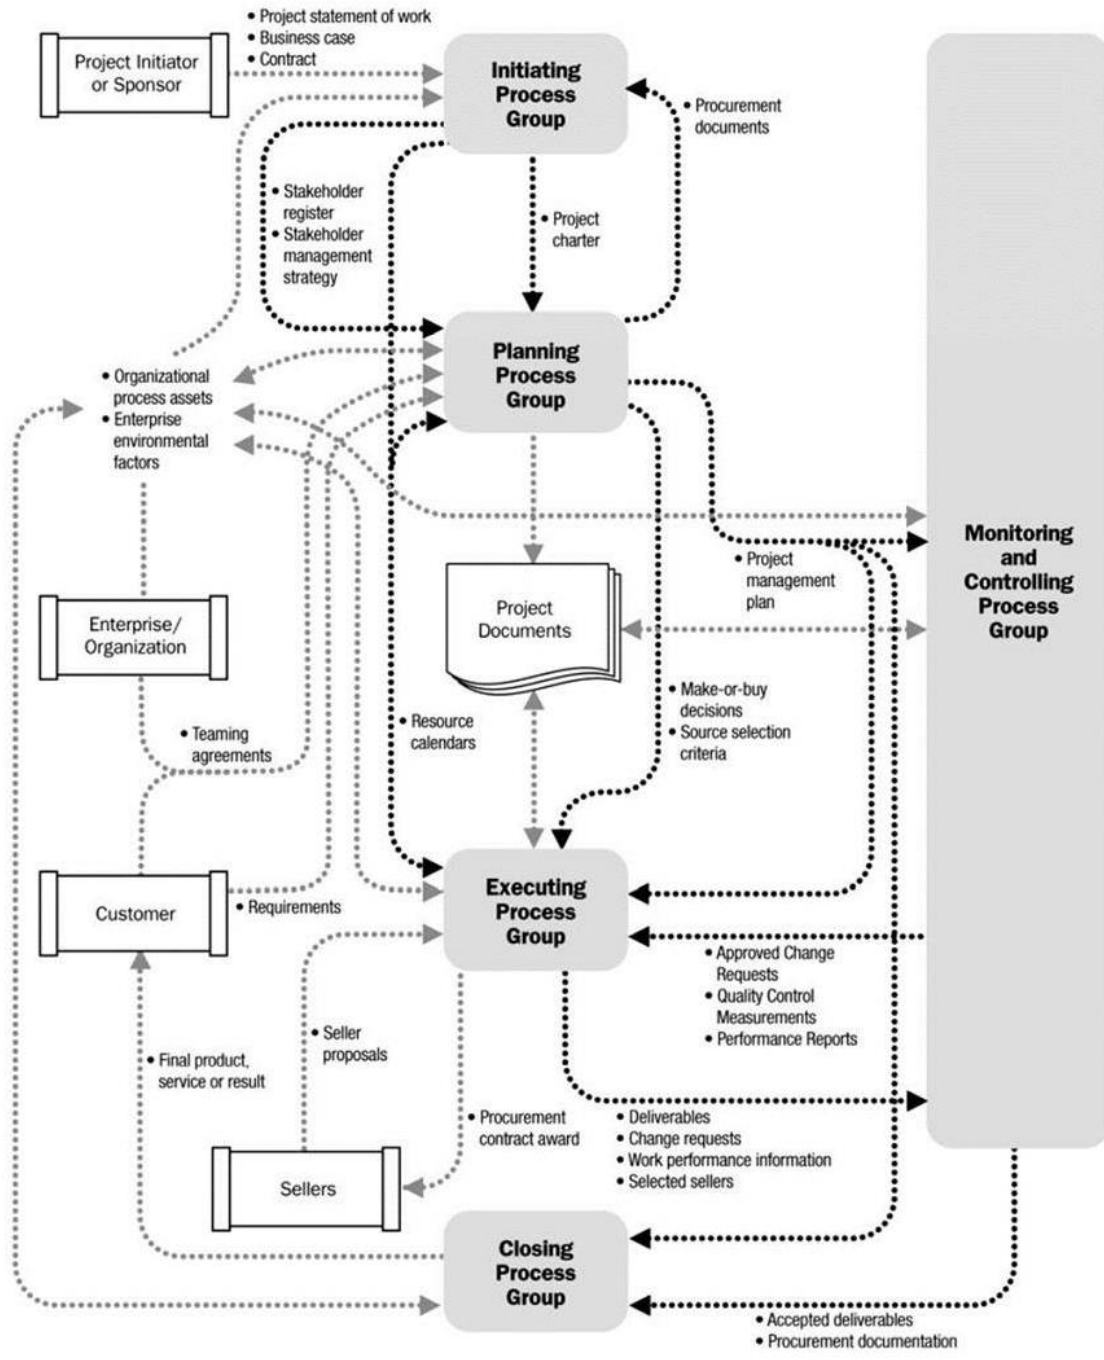 • Project statement of work
• Business case
• Contract
Project Initiator
or Sponsor
Initiating
Process
Group
• Procurement
documents
• Stakeholder
register
• Stakeholder
management
strategy
• Project
charter
Planning
Process
Group
• Organizational
process assets
• Enterprise
environmental
factors
Monitoring
and
Controlling
Process
Group
• Project
management
plan
Project
Documents
Enterprise/
Organization
• Make-or-buy
decisions
• Source selection
criteria
• Resource
calendars
• Teaming
agreements
Executing
Process
Group
Customer
• Requirements
• Approved Change
Requests
• Quality Control
Measurements
• Performance Reports
• Seller
proposals
• Final product,
service or result
• Procurement
contract award
• Deliverables
• Change requests
• Work performance information
• Selected sellers
Sellers
Closing
Process
Group
• Accepted deliverables
• Procurement documentation